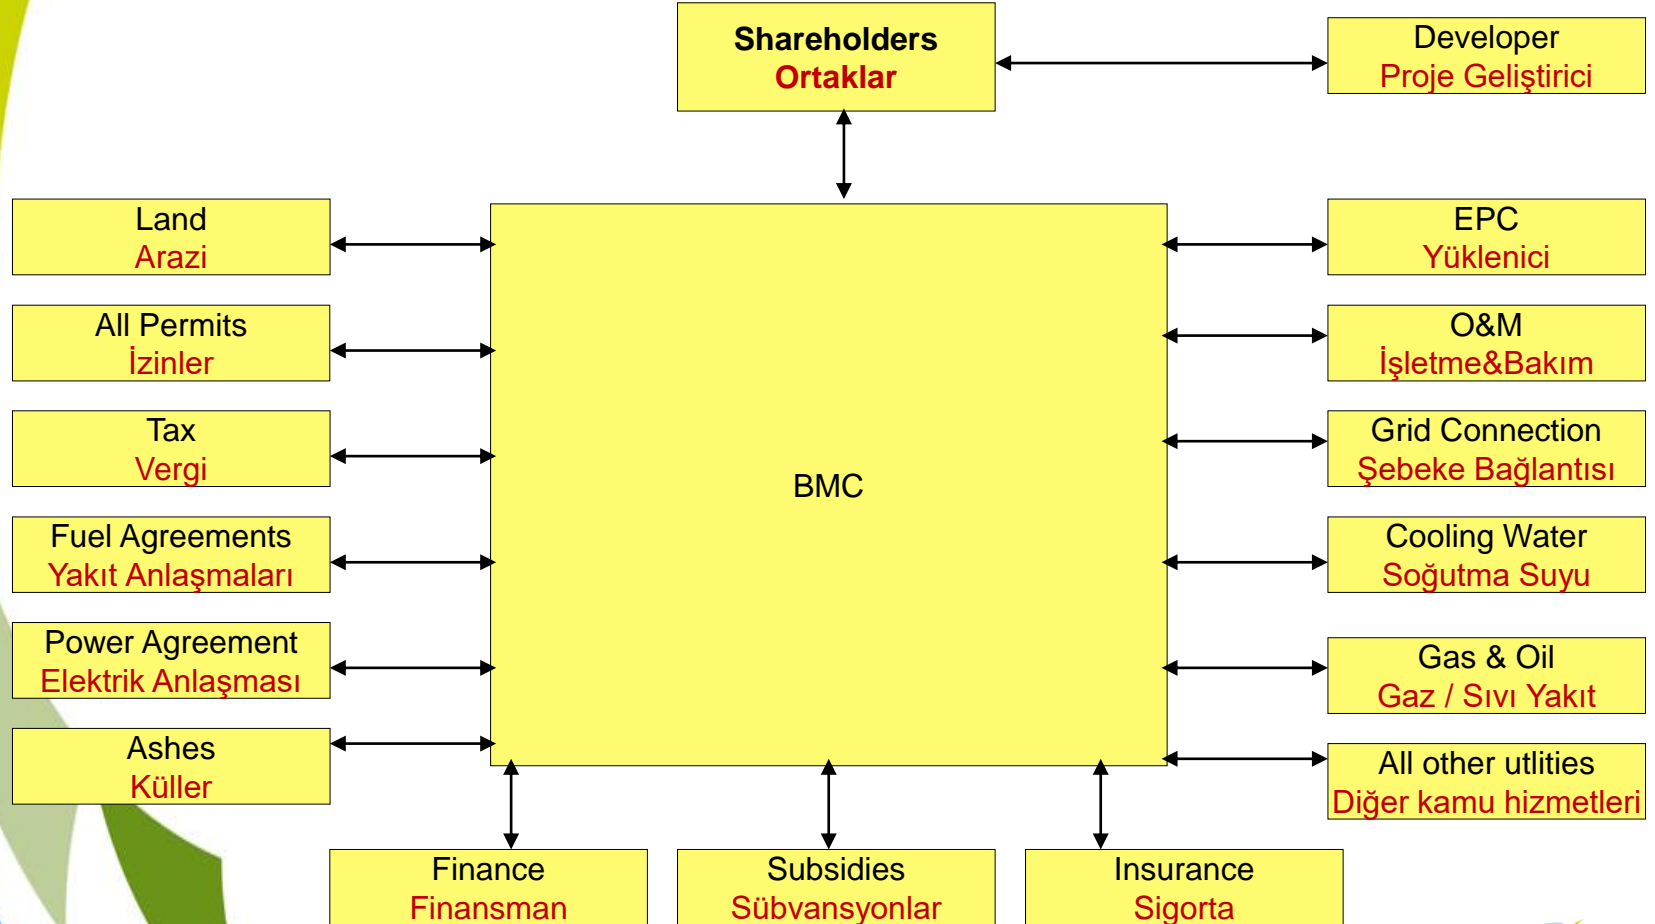 Shareholders
Ortaklar
Developer
Proje Geliştirici
Land
Arazi
EPC
Yüklenici
All Permits
İzinler
O&M
İşletme&Bakım
Tax
Vergi
Grid Connection
Şebeke Bağlantısı
BMC
Fuel Agreements
Yakıt Anlaşmaları
Cooling Water
Soğutma Suyu
Power Agreement
Elektrik Anlaşması
Gas & Oil
Gaz / Sıvı Yakıt
Ashes
Küller
All other utlities
Diğer kamu hizmetleri
Finance
Finansman
Subsidies
Sübvansyonlar
Insurance
Sigorta